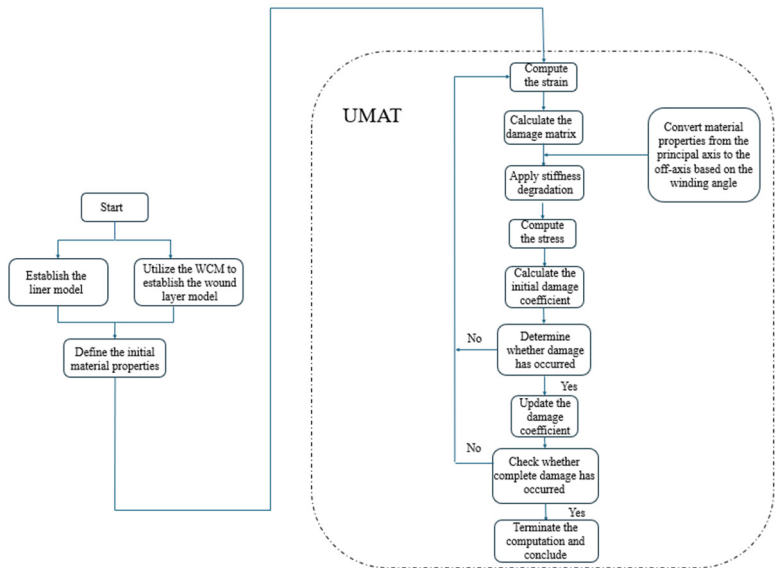 Start
Establish the
liner model
Utilize the WCM to
establish the wound
layer model
Define the initial
material properties
UMAT
Compute
the strain
Calculate the
damage matrix
Convert material
properties from the
principal axis to the
off-axis based on the
winding angle
Apply stiffness
degradation
Compute
the stress
Calculate the
initial damage
coefficient
No
Determine
whether damage
has occurred
Yes
Update the
damage
coefficient
No
Check whether
complete damage has
occurred
Yes
Terminate the
computation and
conclude